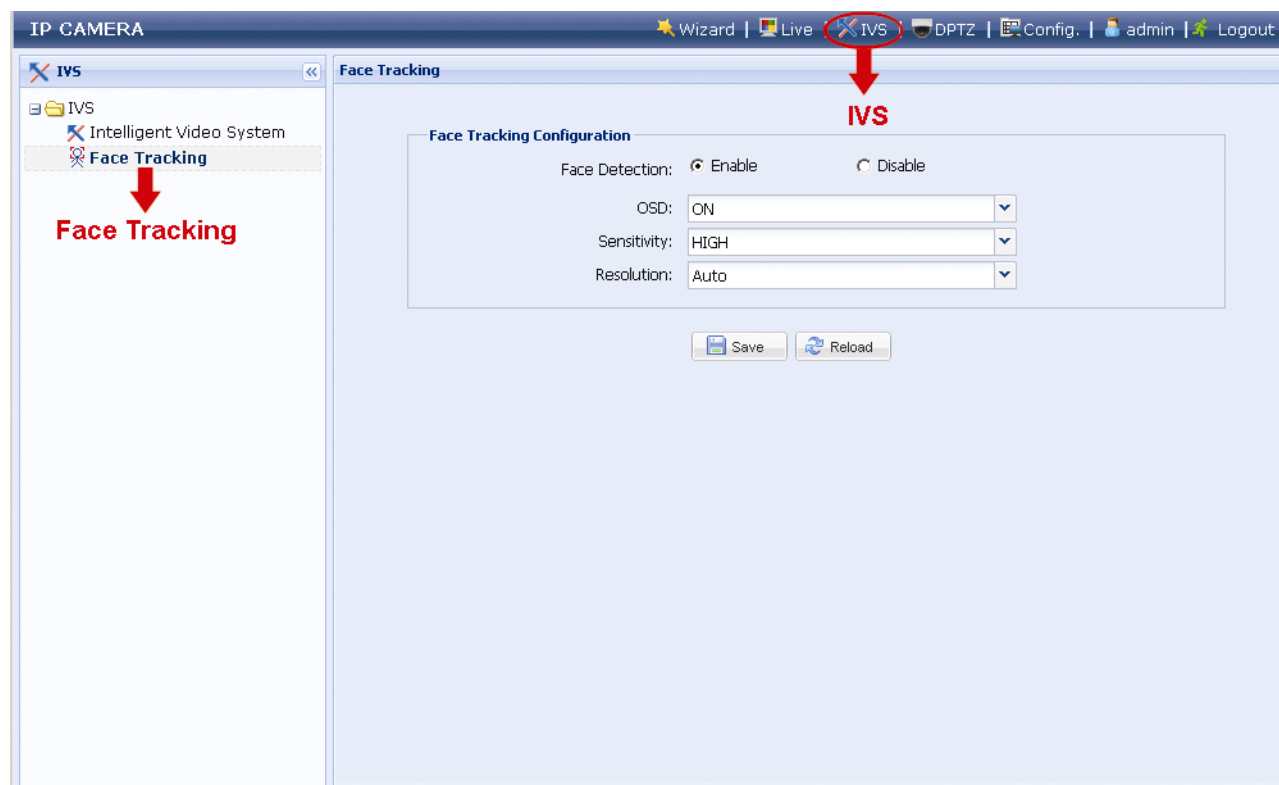 IP CAMERA
Wizard | Live | IVS | DPTZ | Config. | admin | Logout
IVS
Face Tracking
IVS
IVS
Intelligent Video System
Face Tracking
Face Tracking
Face Tracking Configuration
Face Detection: Enable Disable
OSD: ON
Sensitivity: HIGH
Resolution: Auto
Save Reload